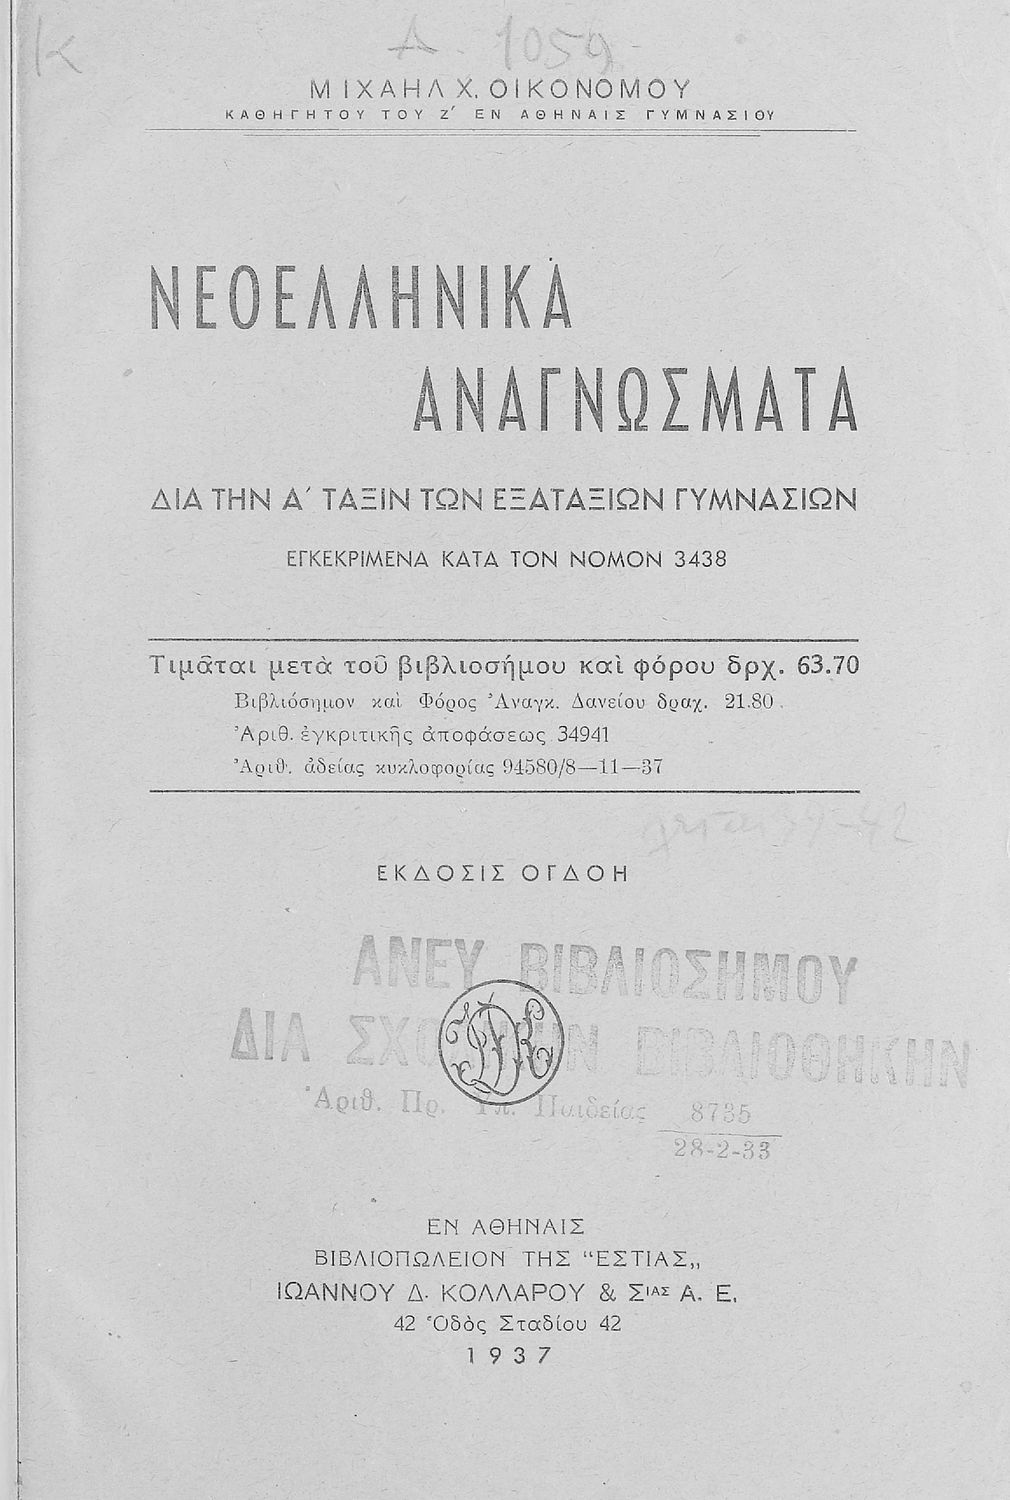 Α - 1059
ΜΙΧΑΗΛ Χ. ΟΙΚΟΝΟΜΟΥ
ΚΑΘΗΓΗΤΟΥ ΤΟΥ Ζ΄ ΕΝ ΑΘΗΝΑΙΣ ΓΥΜΝΑΣΙΟΥ
ΝΕΟΕΛΛΗΝΙΚΑ
ΑΝΑΓΝΩΣΜΑΤΑ
ΔΙΑ ΤΗΝ Α΄ ΤΑΞΙΝ ΤΩΝ ΕΞΑΤΑΞΙΩΝ ΓΥΜΝΑΣΙΩΝ
ΕΓΚΕΚΡΙΜΕΝΑ ΚΑΤΑ ΤΟΝ ΝΟΜΟΝ 3438
Τιμᾶται μετὰ τοῦ βιβλιοσήμου καὶ φόρου δρχ. 63.70
Βιβλιόσημον καὶ Φόρος Ἀναγκ. Δανείου δραχ. 21.80.
Ἀριθ. ἐγκριτικῆς ἀποφάσεως 34941
Ἀριθ. ἀδείας κυκλοφορίας 94580/8—11—37
ΕΚΔΟΣΙΣ ΟΓΔΟΗ
ΑΝΕΥ ΒΙΒΛΙΟΣΗΜΟΥ
ΔΙΑ ΒΙΒΛΙΟΘΗΚΗΝ
Ἀριθ. Πρ. Ὑπ. Παιδείας 8735
28-2-33
ΕΝ ΑΘΗΝΑΙΣ
ΒΙΒΛΙΟΠΩΛΕΙΟΝ ΤΗΣ “ΕΣΤΙΑΣ„
ΙΩΑΝΝΟΥ Δ. ΚΟΛΛΑΡΟΥ & ΣΙΑΣ Α. Ε.
42 Ὁδὸς Σταδίου 42
1937